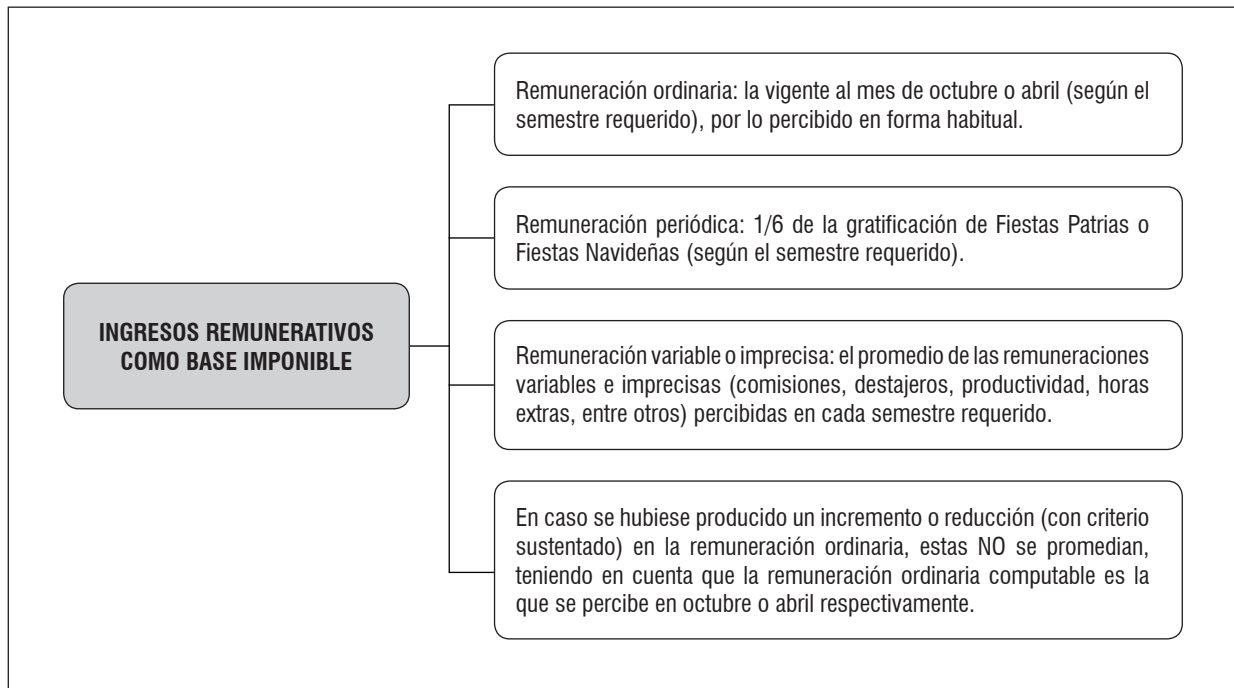 INGRESOS REMUNERATIVOS
COMO BASE IMPONIBLE
Remuneración ordinaria: la vigente al mes de octubre o abril (según el
semestre requerido), por lo percibido en forma habitual.
Remuneración periódica: 1/6 de la gratificación de Fiestas Patrias o
Fiestas Navideñas (según el semestre requerido).
Remuneración variable o imprecisa: el promedio de las remuneraciones
variables e imprecisas (comisiones, destajeros, productividad, horas
extras, entre otros) percibidas en cada semestre requerido.
En caso se hubiese producido un incremento o reducción (con criterio
sustentado) en la remuneración ordinaria, estas NO se promedian,
teniendo en cuenta que la remuneración ordinaria computable es la
que se percibe en octubre o abril respectivamente.